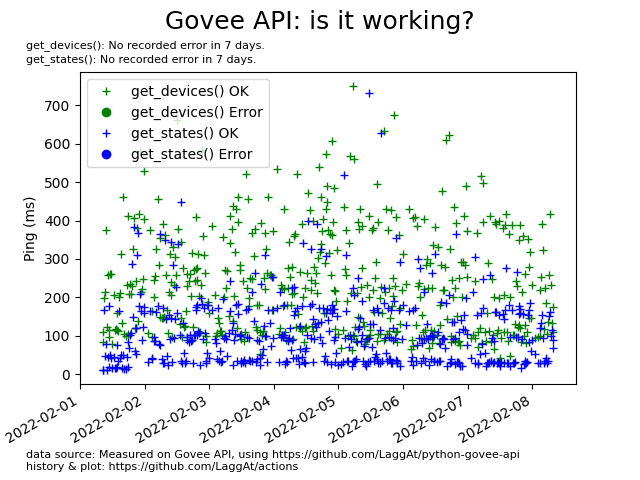 Govee API: is it working?
get_devices(): No recorded error in 7 days.
get_states(): No recorded error in 7 days.
get_devices() OK
get_devices() Error
get_states() OK
get_states() Error
Ping (ms)
700
600
500
400
300
200
100
0
2022-02-01
2022-02-02
2022-02-03
2022-02-04
2022-02-05
2022-02-06
2022-02-07
2022-02-08
data source: Measured on Govee API, using https://github.com/LaggAt/python-govee-api
history & plot: https://github.com/LaggAt/actions